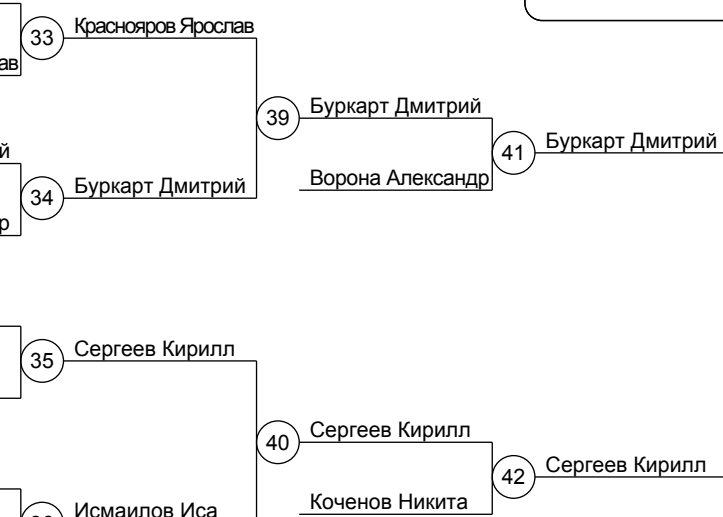 33 Краснояров Ярослав
ав
39 Буркарт Дмитрий
41 Буркарт Дмитрий
й
34 Буркарт Дмитрий
Ворона Александр
р
35 Сергеев Кирилл
40 Сергеев Кирилл
42 Сергеев Кирилл
Коченов Никита
Исмаилов Иса